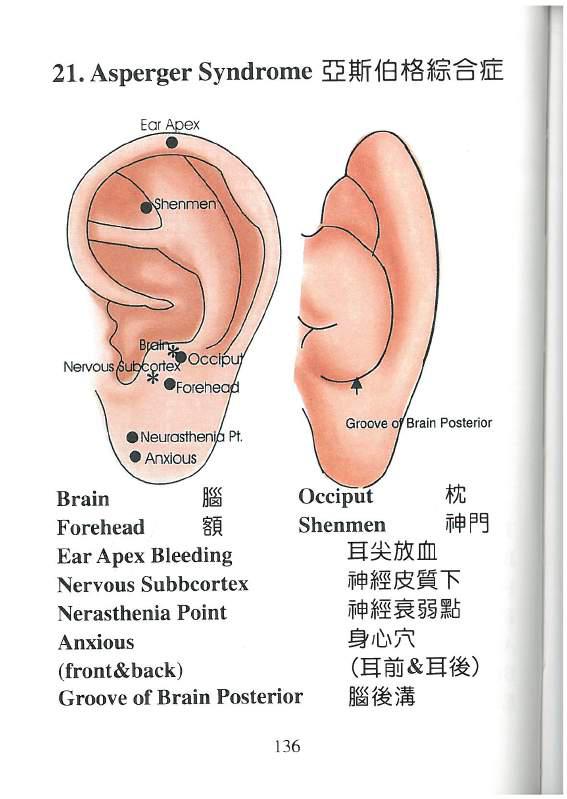 21. Asperger Syndrome 亞斯伯格綜合症
Ear Apex
Shenmen
Brain
Occiput
Nervous Subcortex
Forehead
Groove of Brain Posterior
Neurasthenia Pt.
Anxious
Brain 腦 Occiput 枕
Forehead 額 Shenmen 神門
Ear Apex Bleeding 耳尖放血
Nervous Subbcortex 神經皮質下
Nerasthenia Point 神經衰弱點
Anxious 身心穴
(front&back) (耳前&耳後)
Groove of Brain Posterior 腦後溝
136